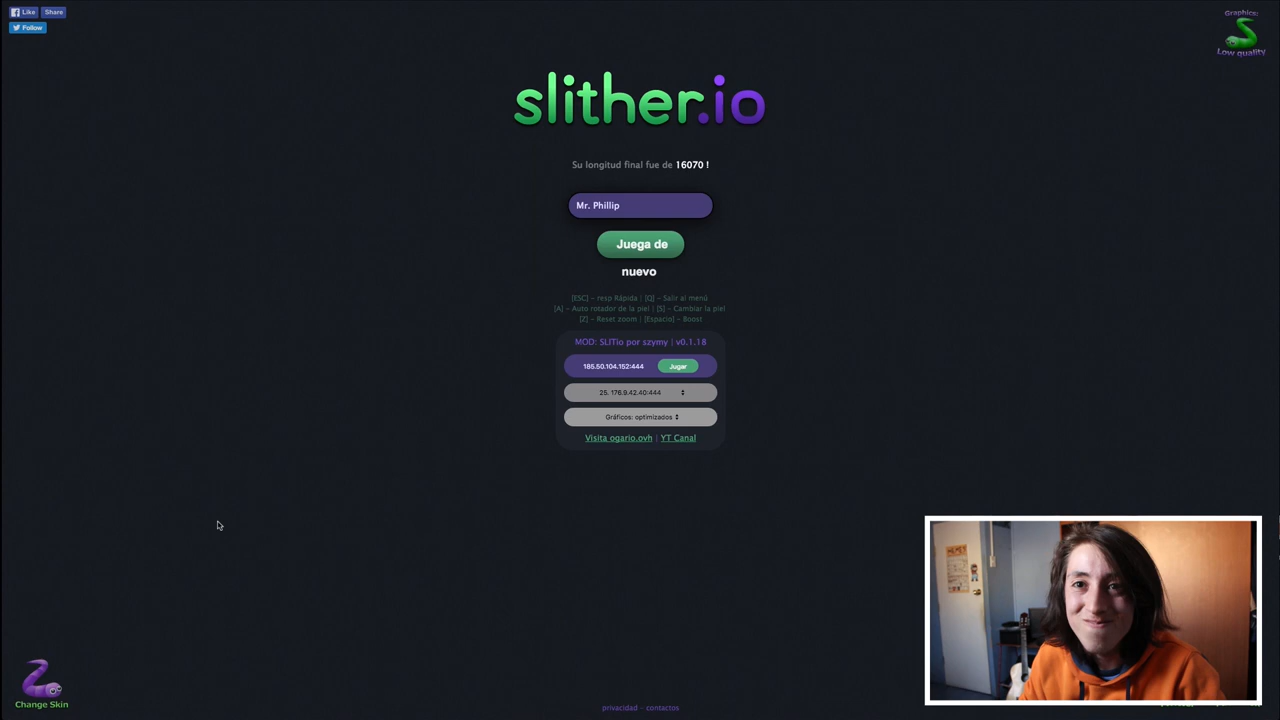 Like Share
Follow
Graphics:
Low quality
slither.io
Su longitud final fue de 16070 !
Mr. Phillip
Juega de
nuevo
[ESC] - resp Rápida | [Q] - Salir al menú
[A] - Auto rotador de la piel | [S] - Cambiar la piel
[Z] - Reset zoom | [Espacio] - Boost
MOD: SLITio por szymy | v0.1.18
185.50.104.152:444 Jugar
25. 176.9.42.40:444
Gráficos: optimizados
Visita ogario.ovh | YT Canal
Change Skin
privacidad - contactos